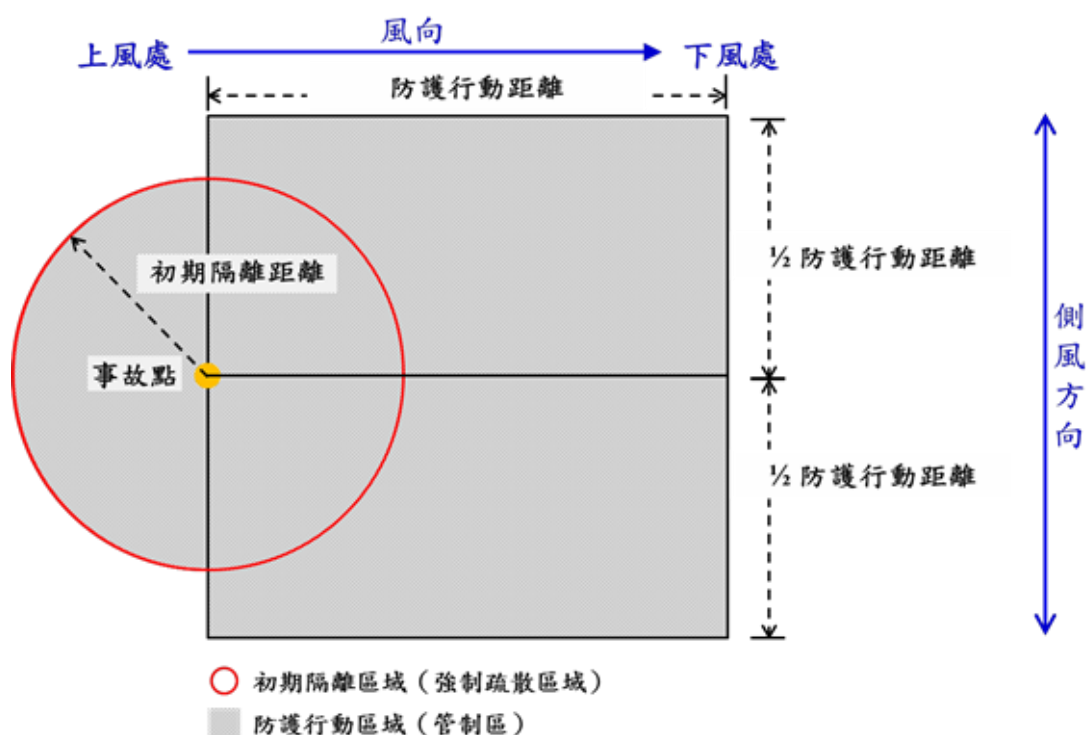 風向
上風處
下風處
防護行動距離
½ 防護行動距離
初期隔離距離
側風方向
事故點
½ 防護行動距離
初期隔離區域（強制疏散區域）
防護行動區域（管制區）